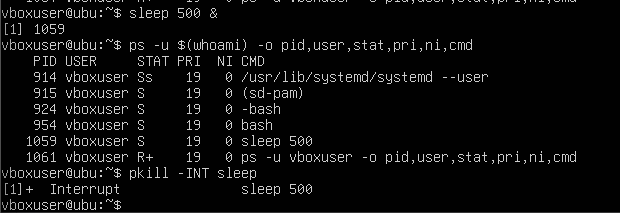 vboxuser@ubu:~$ sleep 500 &
[1] 1059
vboxuser@ubu:~$ ps -u $(whoami) -o pid,user,stat,pri,ni,cmd
    PID USER     STAT PRI  NI CMD
    914 vboxuser Ss    19   0 /usr/lib/systemd/systemd --user
    915 vboxuser S     19   0 (sd-pam)
    924 vboxuser S     19   0 -bash
    954 vboxuser S     19   0 bash
   1059 vboxuser S     19   0 sleep 500
   1061 vboxuser R+    19   0 ps -u vboxuser -o pid,user,stat,pri,ni,cmd
vboxuser@ubu:~$ pkill -INT sleep
[1]+  Interrupt               sleep 500
vboxuser@ubu:~$